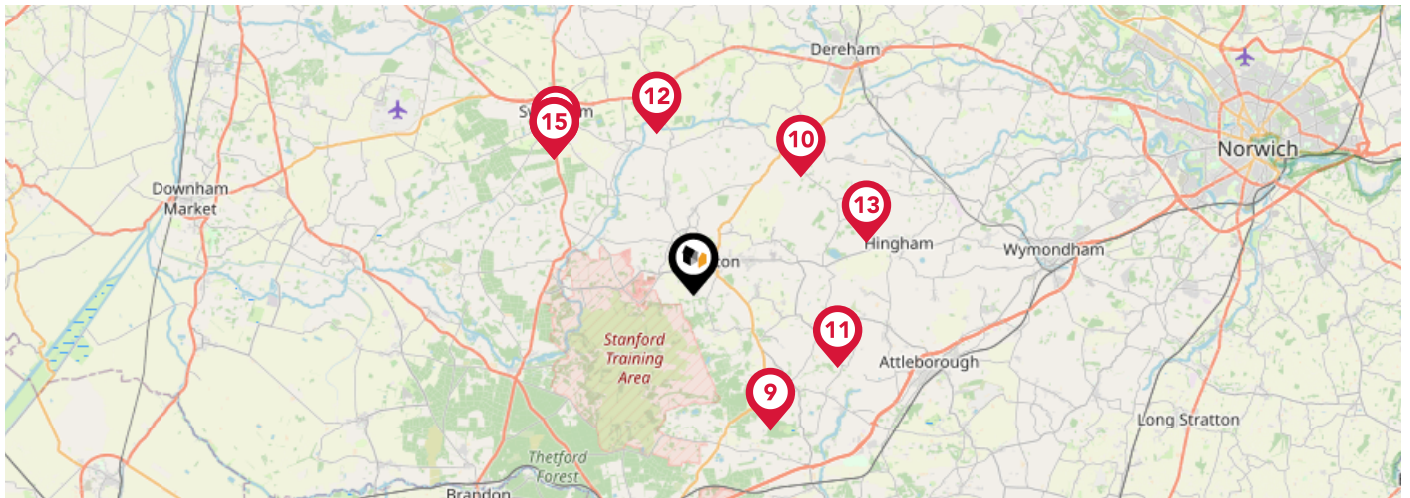 Dereham
12
15
10
Norwich
Downham
Market
13
Hingham
Wymondham
Stanford
Training
Area
11
Attleborough
9
Long Stratton
Thetford
Forest
Brandon